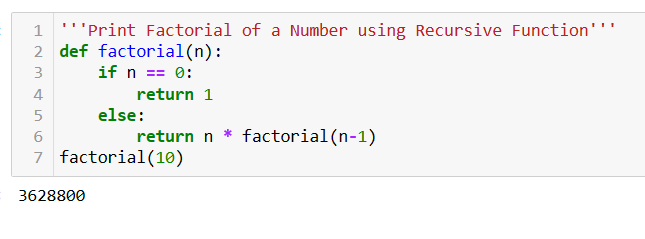 1 '''Print Factorial of a Number using Recursive Function'''
2 def factorial(n):
3     if n == 0:
4         return 1
5     else:
6         return n * factorial(n-1)
7 factorial(10)
3628800